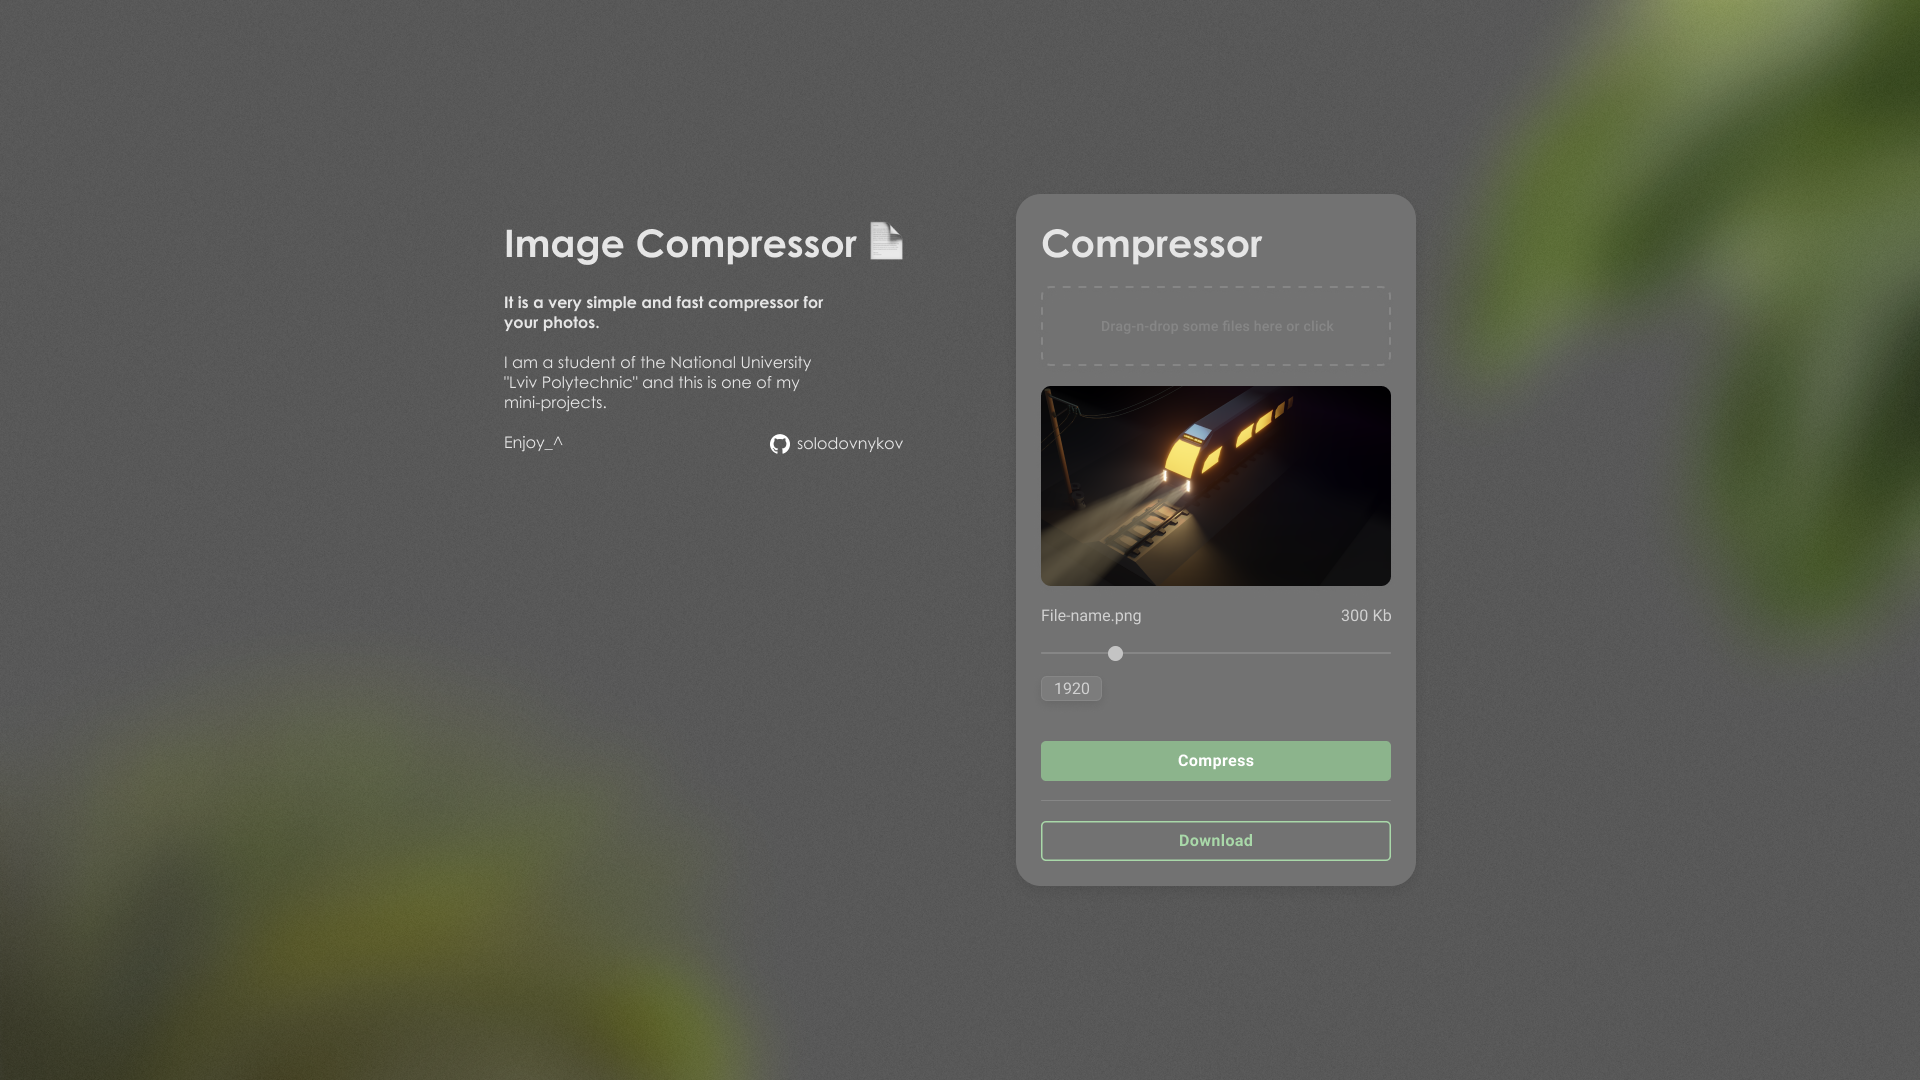 Image Compressor
It is a very simple and fast compressor for
your photos.
I am a student of the National University
"Lviv Polytechnic" and this is one of my
mini-projects.
Enjoy_^
solodovnykov
Compressor
Drag-n-drop some files here or click
File-name.png
300 Kb
1920
Compress
Download